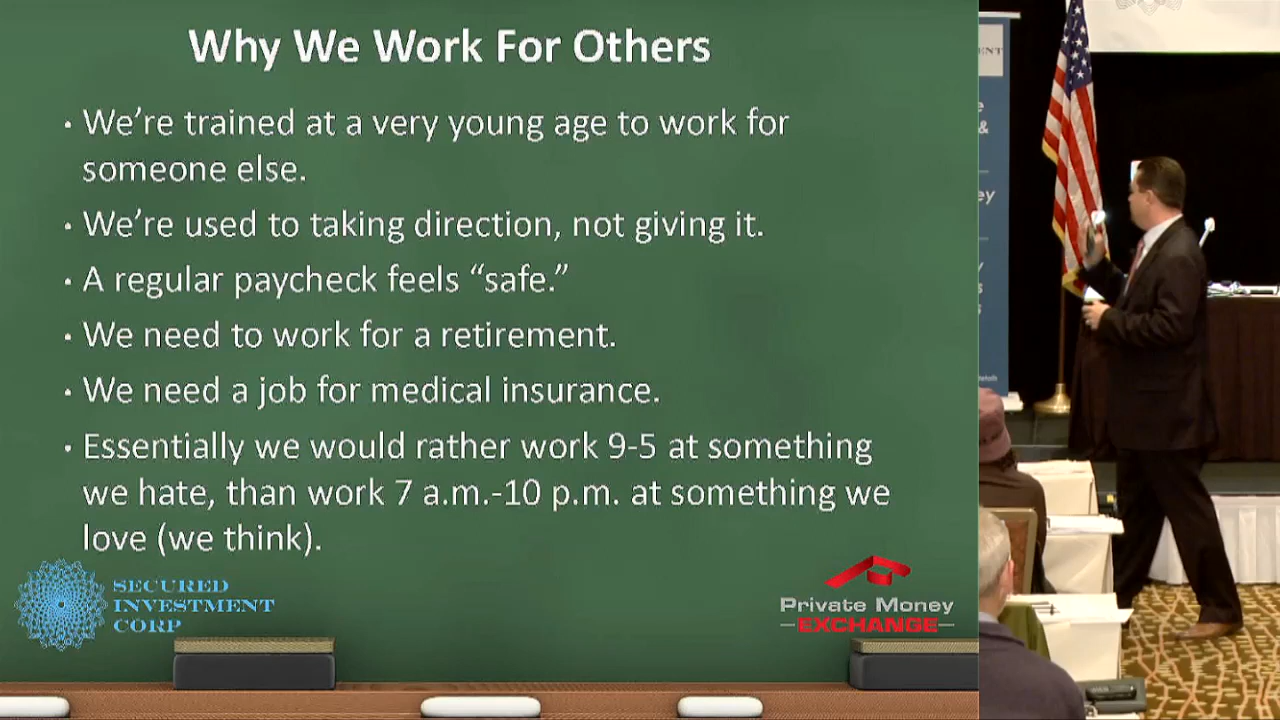 Why We Work For Others
• We're trained at a very young age to work for
someone else.
• We're used to taking direction, not giving it.
• A regular paycheck feels “safe.”
• We need to work for a retirement.
• We need a job for medical insurance.
• Essentially we would rather work 9-5 at something
we hate, than work 7 a.m.-10 p.m. at something we
love (we think).
SECURED
INVESTMENT
CORP
Private Money
EXCHANGE
&